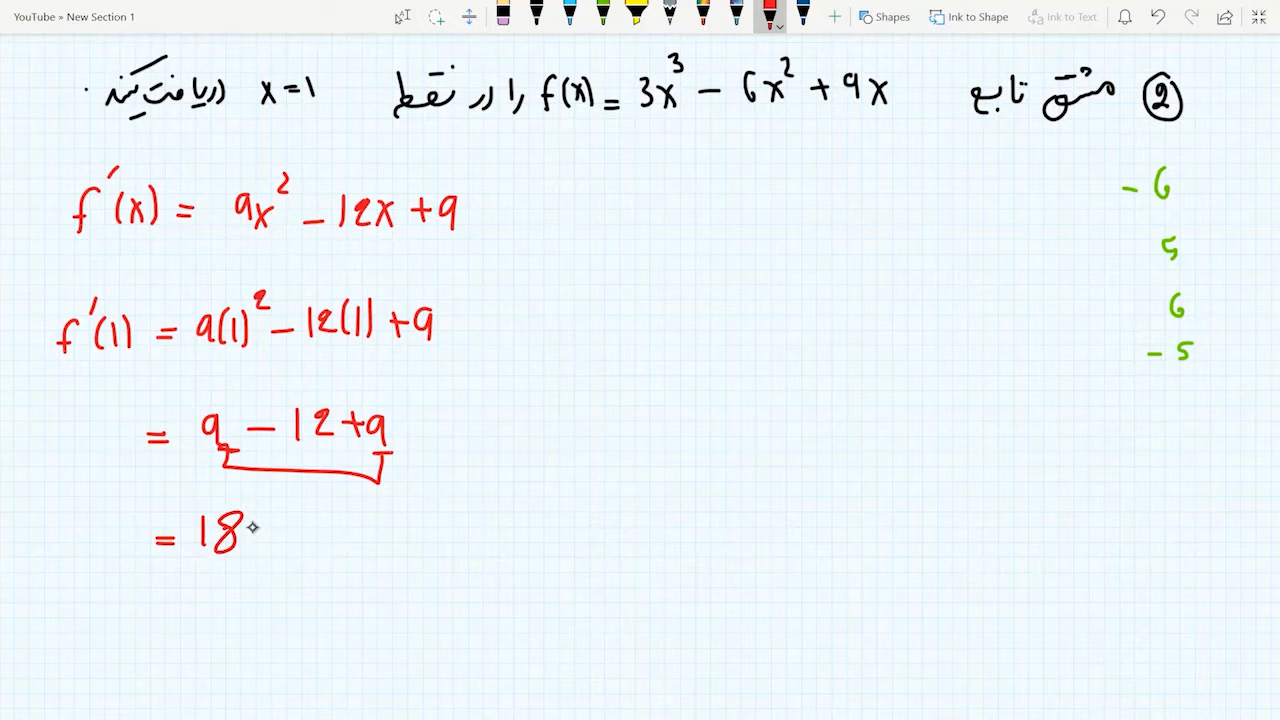 YouTube » New Section 1
Shapes
Ink to Shape
Ink to Text
② مشتق تابع f(x) = 3x³ − 6x² + 9x را در نقطه x = 1 دریافت کنید.
f′(x) = 9x² − 12x + 9
f′(1) = 9(1)² − 12(1) + 9
= 9 − 12 + 9
= 18
− 6
5
6
− 5